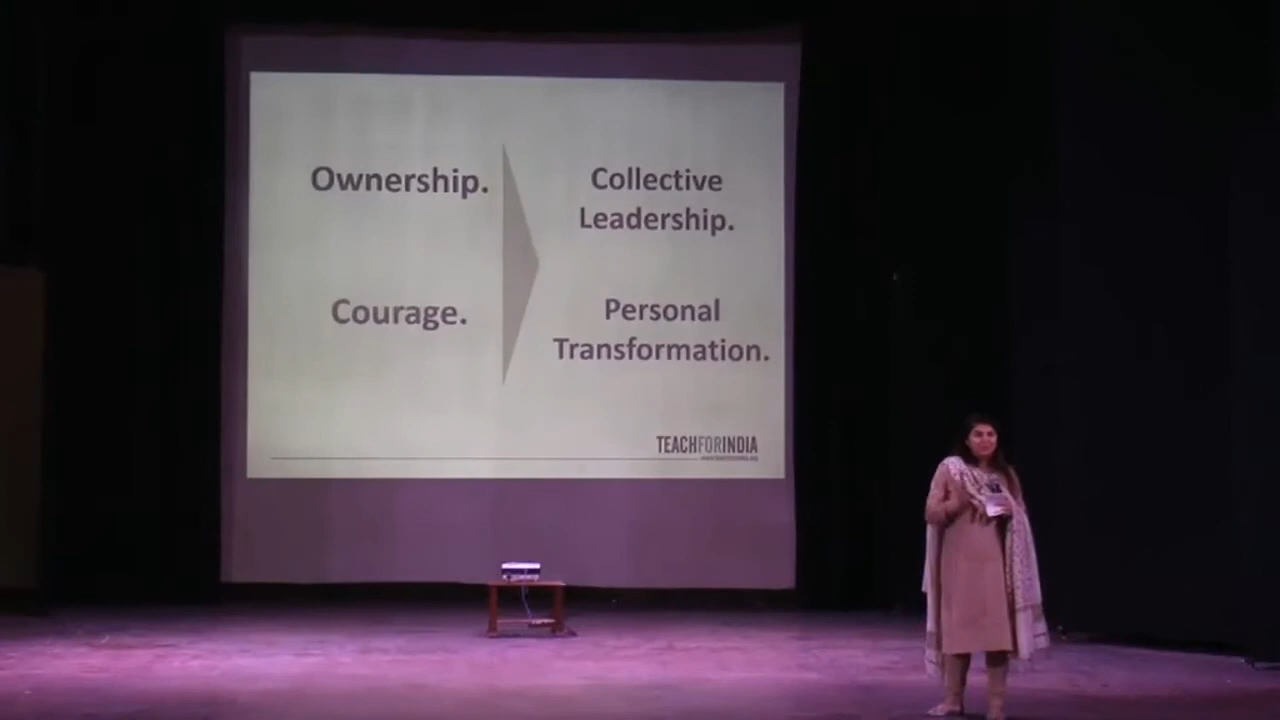 Ownership.
Collective
Leadership.
Courage.
Personal
Transformation.
TEACHFORINDIA